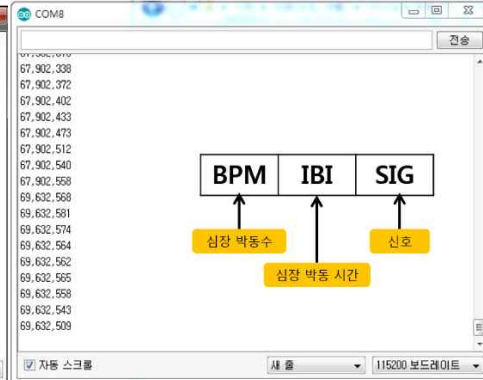 COM8
전송
67,902,338
67,902,372
67,902,402
67,902,433
67,902,473
67,902,512
67,902,540
67,902,558
69,632,568
69,632,581
69,632,574
69,632,564
69,632,562
69,632,565
69,632,558
69,632,543
69,632,509
BPM IBI SIG
심장 박동수
신호
심장 박동 시간
자동 스크롤
새 줄
115200 보드레이트